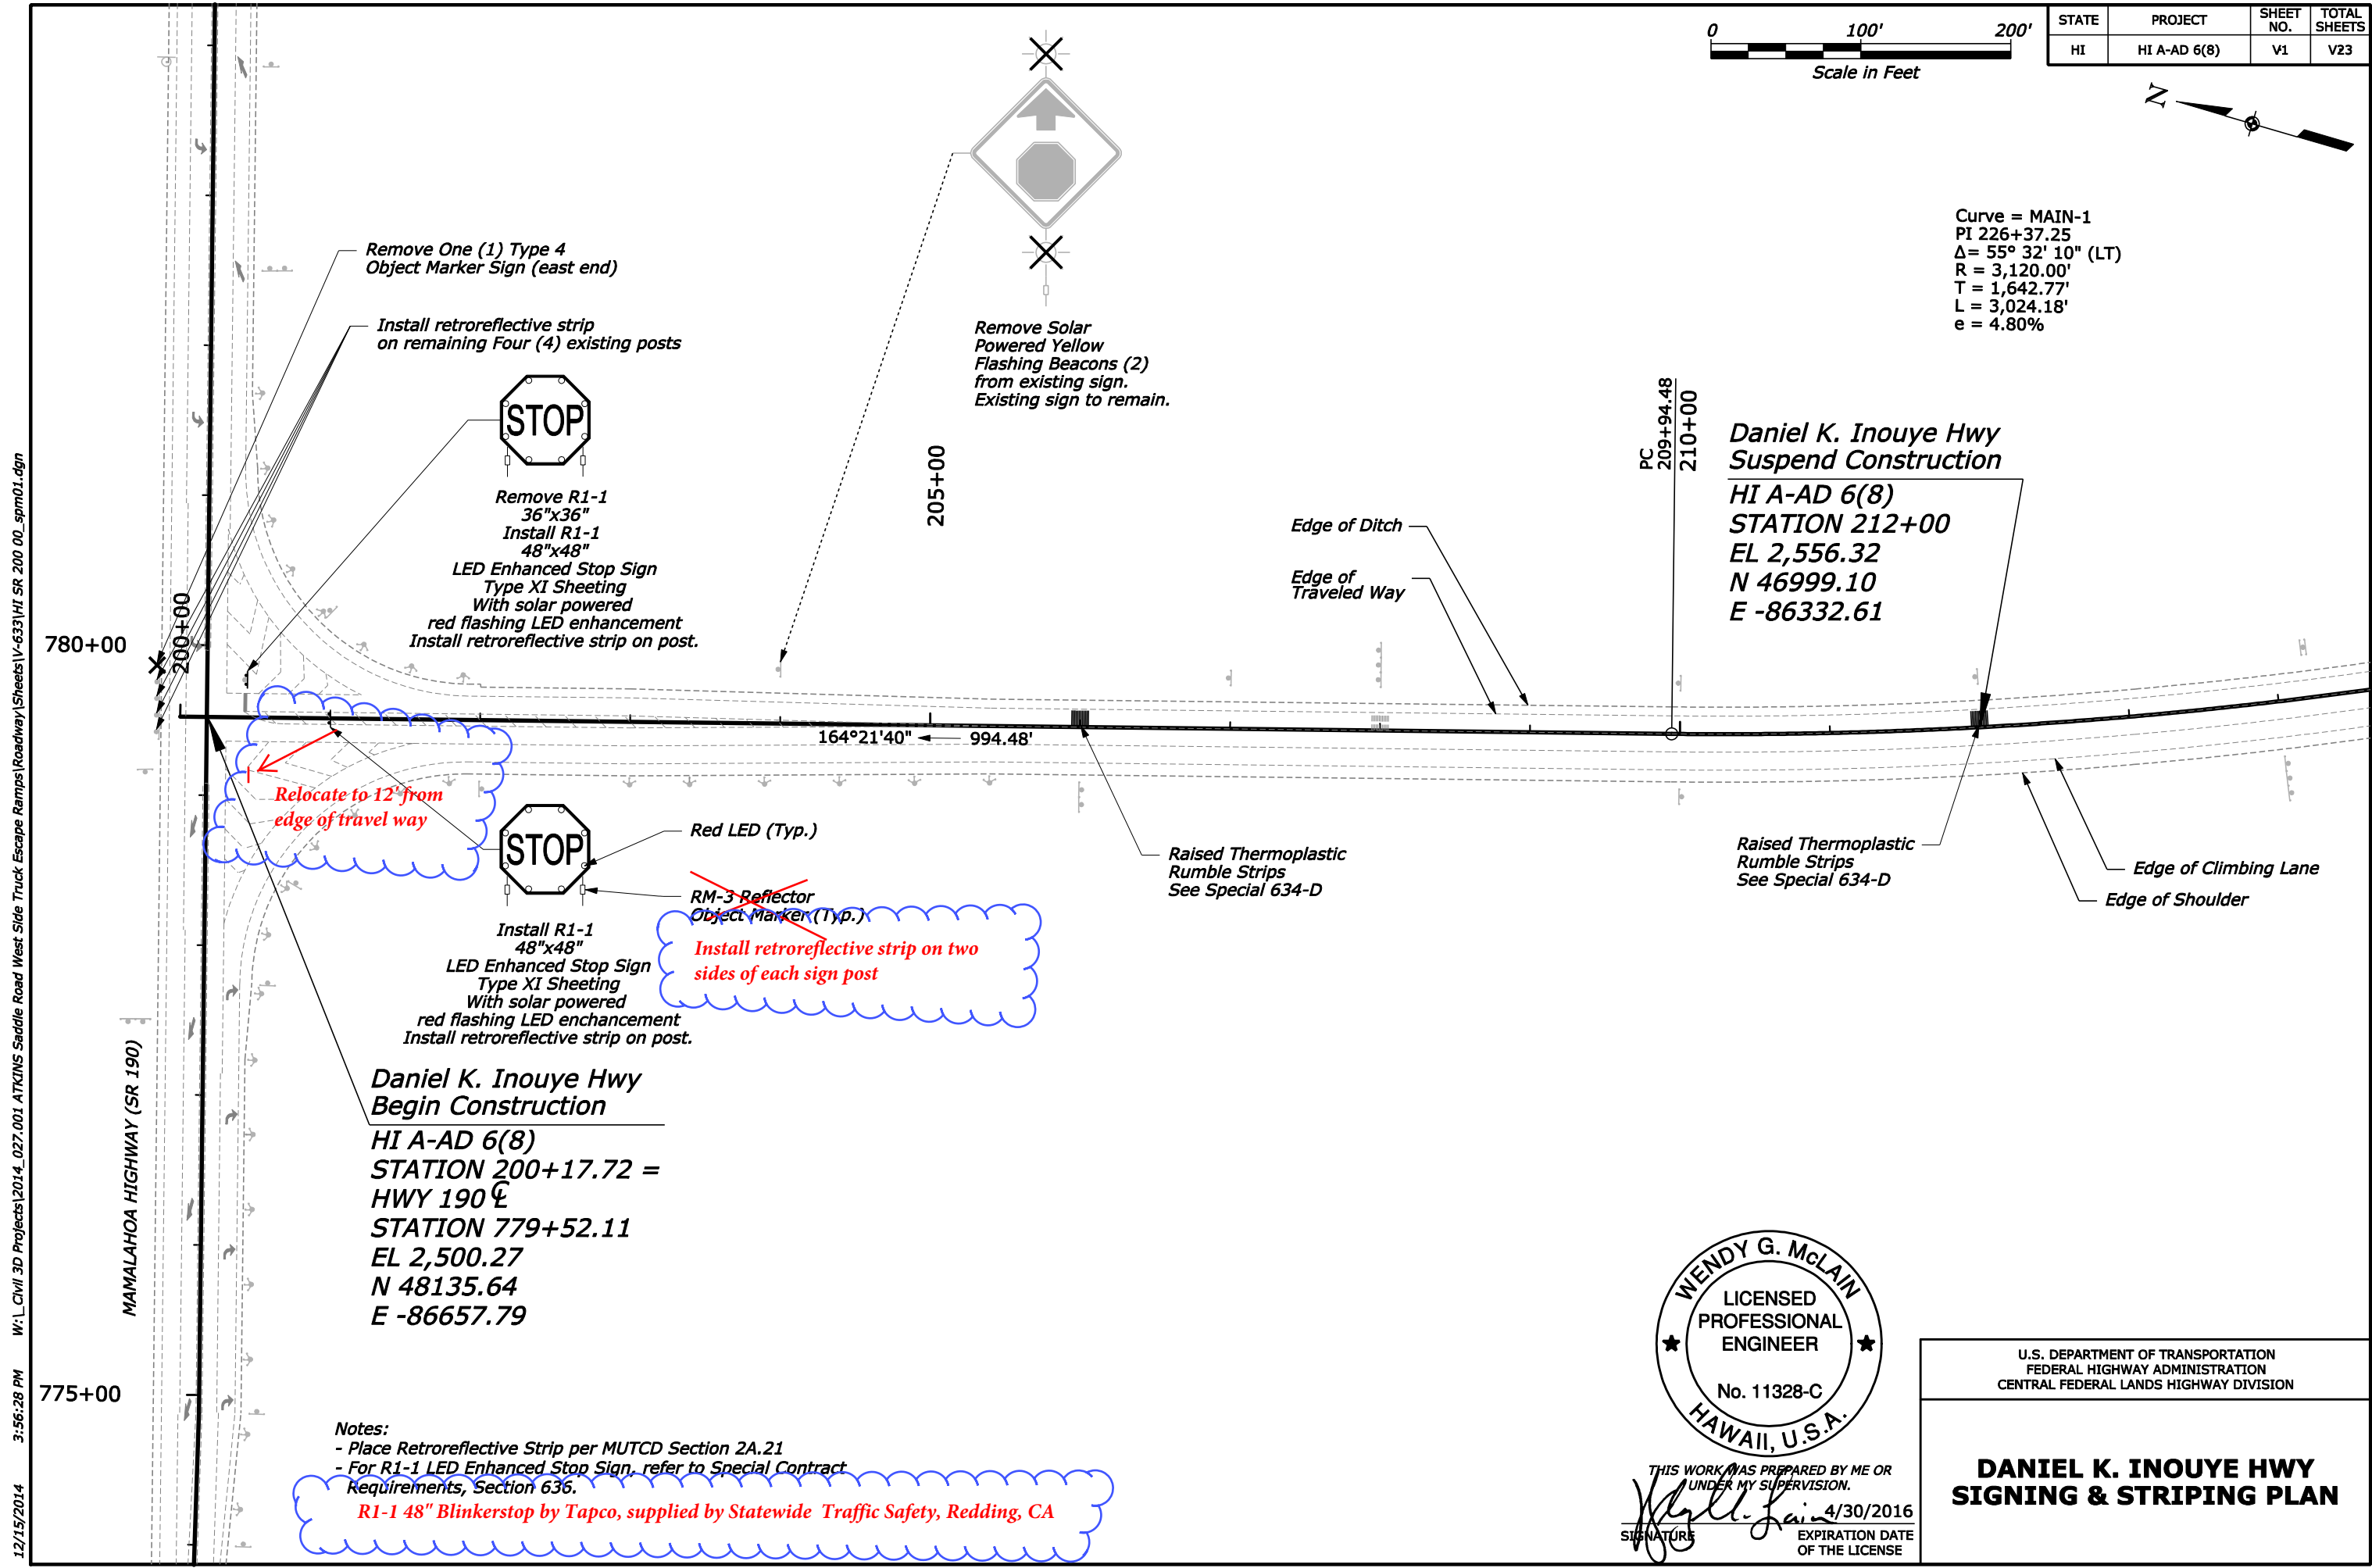 0 100' 200'
Scale in Feet
STATE PROJECT SHEET NO. TOTAL SHEETS
HI HI A-AD 6(8) V1 V23
N
Curve = MAIN-1
PI 226+37.25
Δ= 55° 32' 10" (LT)
R = 3,120.00'
T = 1,642.77'
L = 3,024.18'
e = 4.80%
Remove One (1) Type 4
Object Marker Sign (east end)
Install retroreflective strip
on remaining Four (4) existing posts
Remove Solar
Powered Yellow
Flashing Beacons (2)
from existing sign.
Existing sign to remain.
STOP
Remove R1-1
36"x36"
Install R1-1
48"x48"
LED Enhanced Stop Sign
Type XI Sheeting
With solar powered
red flashing LED enhancement
Install retroreflective strip on post.
205+00
PC
209+94.48
210+00
Daniel K. Inouye Hwy
Suspend Construction
HI A-AD 6(8)
STATION 212+00
EL 2,556.32
N 46999.10
E -86332.61
Edge of Ditch
Edge of
Traveled Way
780+00
200+00
164°21'40"
994.48'
Relocate to 12' from
edge of travel way
STOP
Red LED (Typ.)
RM-3 Reflector
Object Marker (Typ.)
Install retroreflective strip on two
sides of each sign post
Install R1-1
48"x48"
LED Enhanced Stop Sign
Type XI Sheeting
With solar powered
red flashing LED enchancement
Install retroreflective strip on post.
Raised Thermoplastic
Rumble Strips
See Special 634-D
Raised Thermoplastic
Rumble Strips
See Special 634-D
Edge of Climbing Lane
Edge of Shoulder
MAMALAHOA HIGHWAY (SR 190)
Daniel K. Inouye Hwy
Begin Construction
HI A-AD 6(8)
STATION 200+17.72 =
HWY 190 ℄
STATION 779+52.11
EL 2,500.27
N 48135.64
E -86657.79
775+00
Notes:
- Place Retroreflective Strip per MUTCD Section 2A.21
- For R1-1 LED Enhanced Stop Sign, refer to Special Contract
Requirements, Section 636.
R1-1 48" Blinkerstop by Tapco, supplied by Statewide Traffic Safety, Redding, CA
WENDY G. McLAIN
LICENSED
PROFESSIONAL
ENGINEER
No. 11328-C
HAWAII, U.S.A.
THIS WORK WAS PREPARED BY ME OR
UNDER MY SUPERVISION.
4/30/2016
SIGNATURE
EXPIRATION DATE
OF THE LICENSE
U.S. DEPARTMENT OF TRANSPORTATION
FEDERAL HIGHWAY ADMINISTRATION
CENTRAL FEDERAL LANDS HIGHWAY DIVISION
DANIEL K. INOUYE HWY
SIGNING & STRIPING PLAN
12/15/2014 3:56:28 PM W:\_Civil 3D Projects\2014_027.001 ATKINS Saddle Road West Side Truck Escape Ramps\Roadway\Sheets\V-633\HI SR 200 00_spm01.dgn